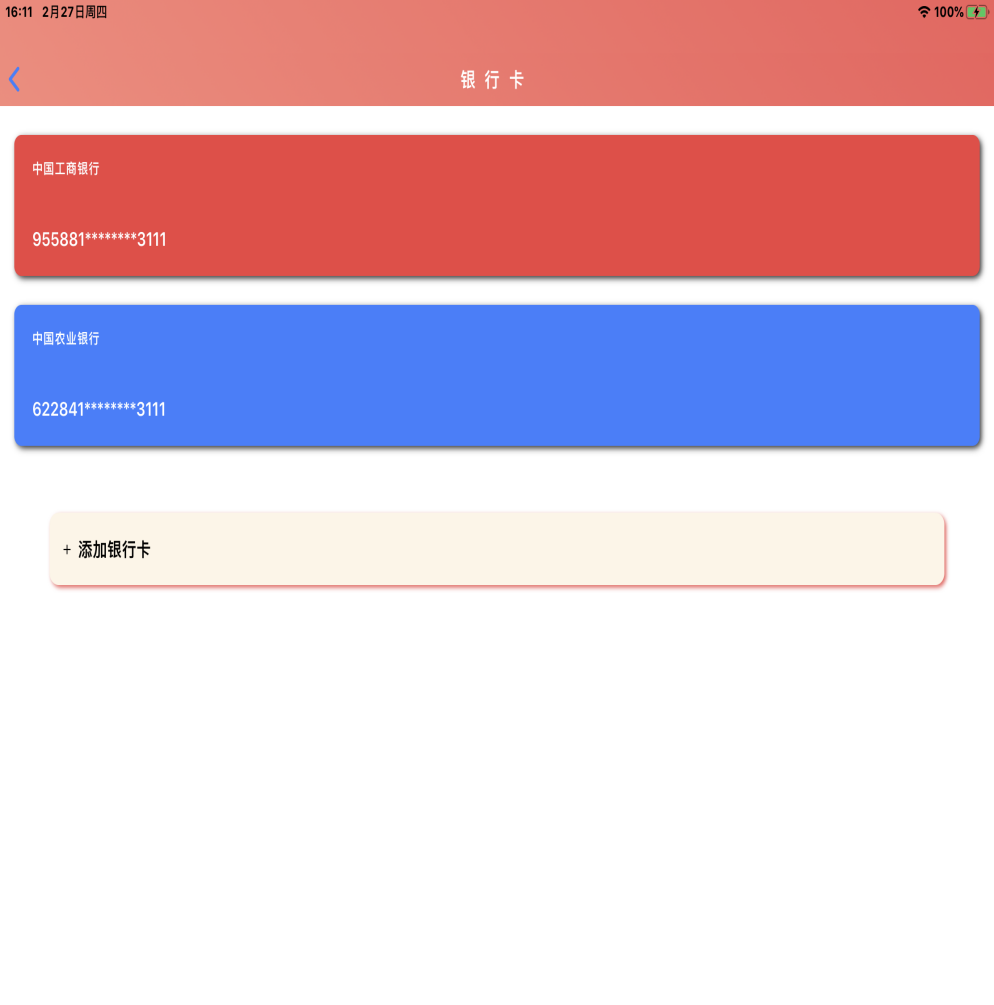 16:11 2月27日周四 100%
银行卡
中国工商银行
955881********3111
中国农业银行
622841********3111
+ 添加银行卡